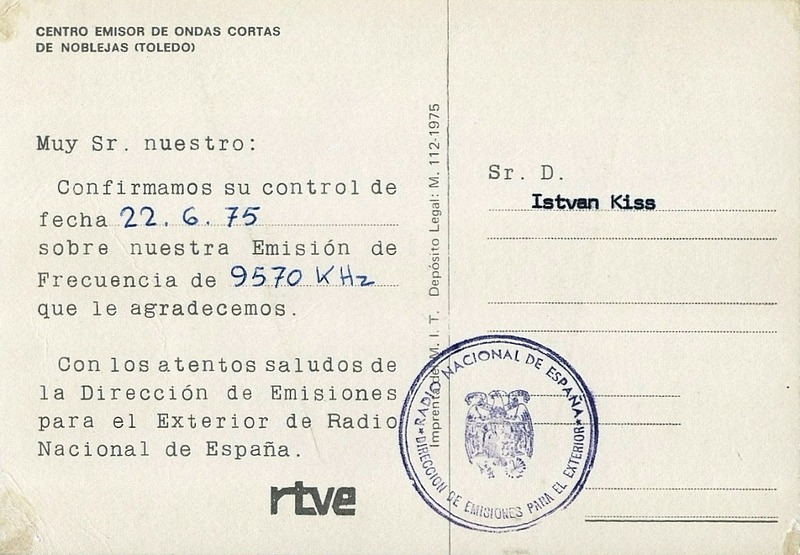 CENTRO EMISOR DE ONDAS CORTAS
DE NOBLEJAS (TOLEDO)
Muy Sr. nuestro:
Confirmamos su control de
fecha 22. 6. 75
sobre nuestra Emisión de
Frecuencia de 9570 KHz
que le agradecemos.
Con los atentos saludos de
la Dirección de Emisiones
para el Exterior de Radio
Nacional de España.
rtve
Imprenta del M. I. T. Depósito Legal: M. 112-1975
Sr. D.
Istvan Kiss
RADIO NACIONAL DE ESPAÑA
DIRECCION DE EMISIONES PARA EL EXTERIOR